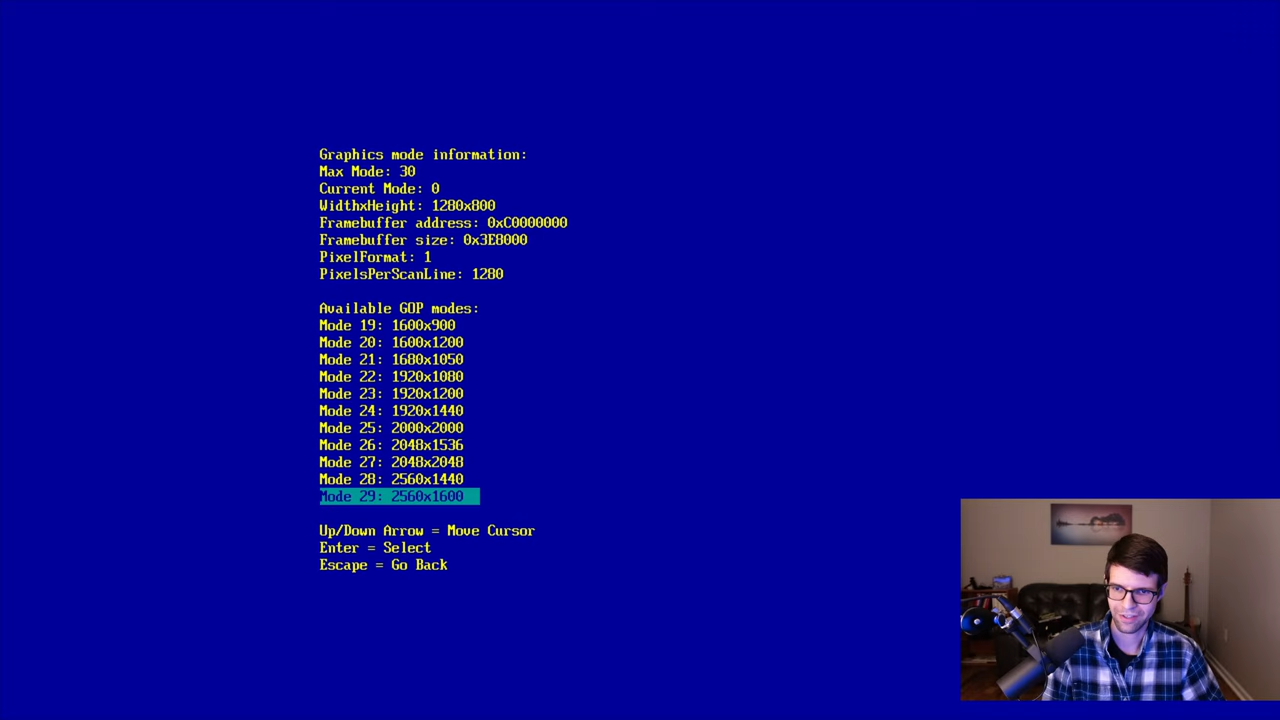 Graphics mode information:
Max Mode: 30
Current Mode: 0
WidthxHeight: 1280x800
Framebuffer address: 0xC0000000
Framebuffer size: 0x3E8000
PixelFormat: 1
PixelsPerScanLine: 1280
Available GOP modes:
Mode 19: 1600x900
Mode 20: 1600x1200
Mode 21: 1680x1050
Mode 22: 1920x1080
Mode 23: 1920x1200
Mode 24: 1920x1440
Mode 25: 2000x2000
Mode 26: 2048x1536
Mode 27: 2048x2048
Mode 28: 2560x1440
Mode 29: 2560x1600
Up/Down Arrow = Move Cursor
Enter = Select
Escape = Go Back